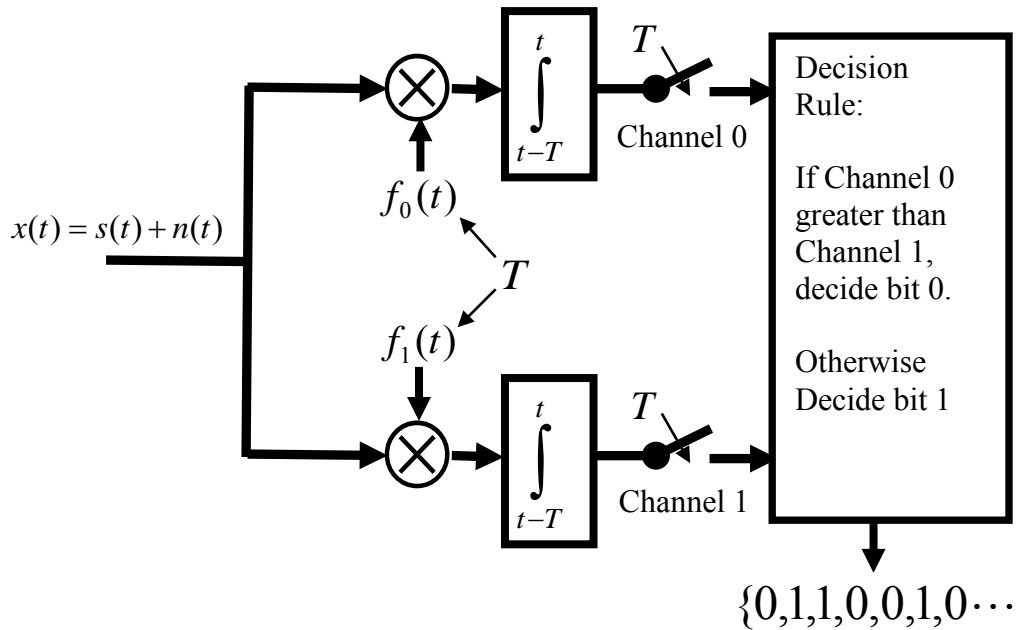 T
Decision
Rule:
∫ t t–T
Channel 0
If Channel 0
greater than
Channel 1,
decide bit 0.
f₀(t)
x(t) = s(t) + n(t)
T
f₁(t)
Otherwise
Decide bit 1
T
∫ t t–T
Channel 1
{0,1,1,0,0,1,0⋯